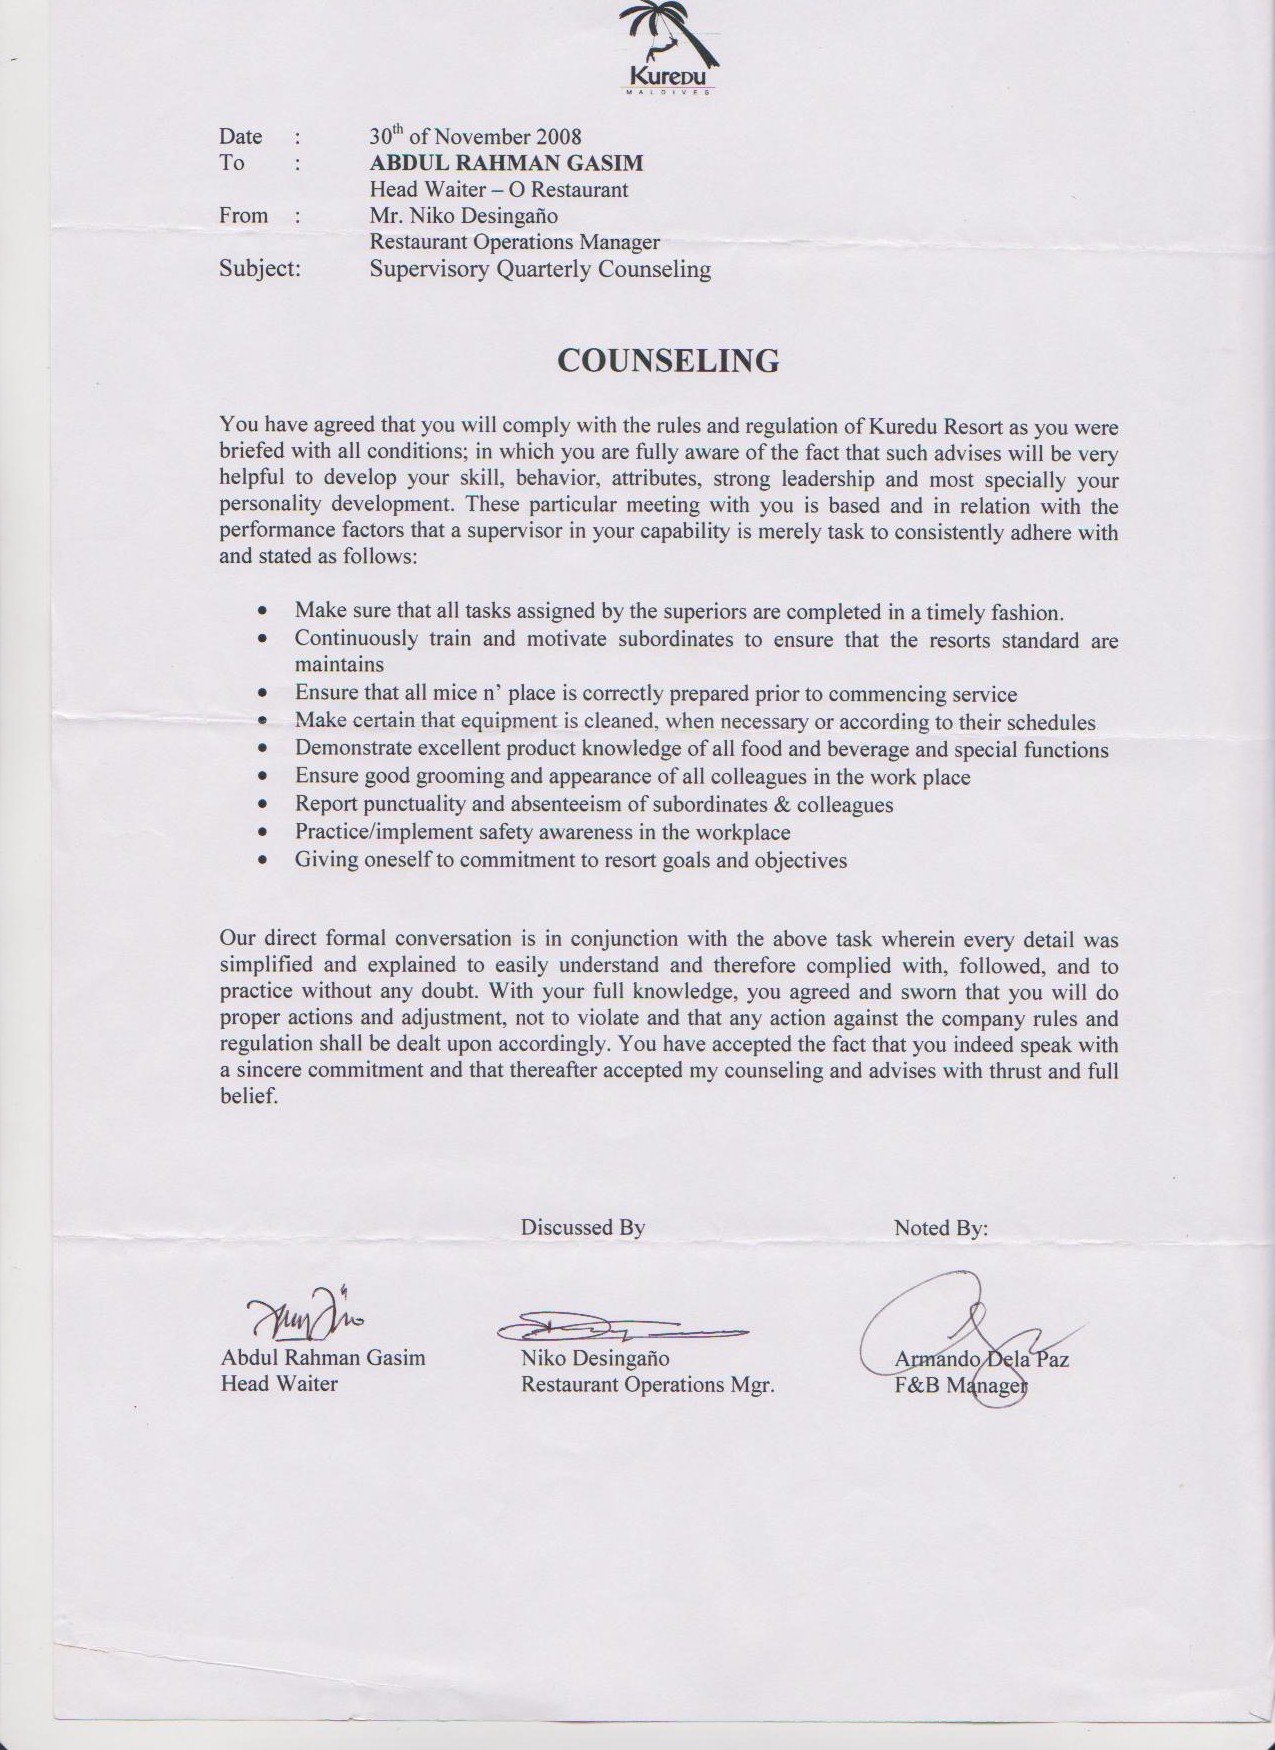 Kuredu
MALDIVES
Date : 30th of November 2008
To : ABDUL RAHMAN GASIM
Head Waiter – O Restaurant
From : Mr. Niko Desingaño
Restaurant Operations Manager
Subject: Supervisory Quarterly Counseling
COUNSELING
You have agreed that you will comply with the rules and regulation of Kuredu Resort as you were
briefed with all conditions; in which you are fully aware of the fact that such advises will be very
helpful to develop your skill, behavior, attributes, strong leadership and most specially your
personality development. These particular meeting with you is based and in relation with the
performance factors that a supervisor in your capability is merely task to consistently adhere with
and stated as follows:
• Make sure that all tasks assigned by the superiors are completed in a timely fashion.
• Continuously train and motivate subordinates to ensure that the resorts standard are
maintains
• Ensure that all mice n’ place is correctly prepared prior to commencing service
• Make certain that equipment is cleaned, when necessary or according to their schedules
• Demonstrate excellent product knowledge of all food and beverage and special functions
• Ensure good grooming and appearance of all colleagues in the work place
• Report punctuality and absenteeism of subordinates & colleagues
• Practice/implement safety awareness in the workplace
• Giving oneself to commitment to resort goals and objectives
Our direct formal conversation is in conjunction with the above task wherein every detail was
simplified and explained to easily understand and therefore complied with, followed, and to
practice without any doubt. With your full knowledge, you agreed and sworn that you will do
proper actions and adjustment, not to violate and that any action against the company rules and
regulation shall be dealt upon accordingly. You have accepted the fact that you indeed speak with
a sincere commitment and that thereafter accepted my counseling and advises with thrust and full
belief.
Discussed By Noted By:
Abdul Rahman Gasim Niko Desingaño Armando Dela Paz
Head Waiter Restaurant Operations Mgr. F&B Manager